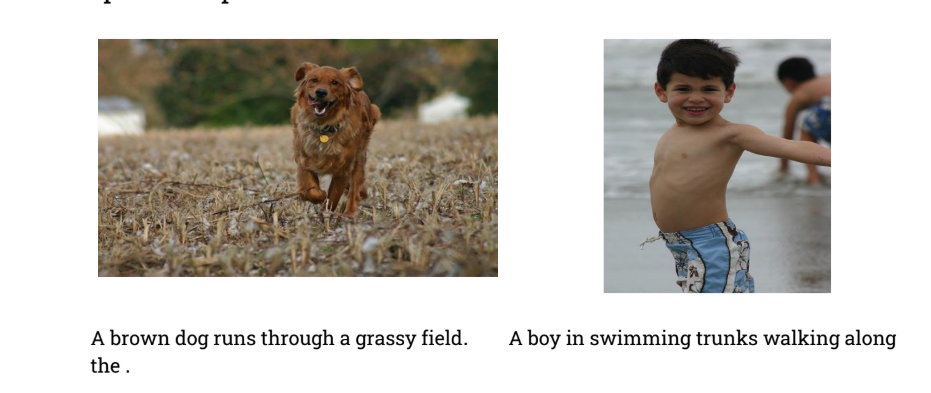 A brown dog runs through a grassy field. A boy in swimming trunks walking along
the .